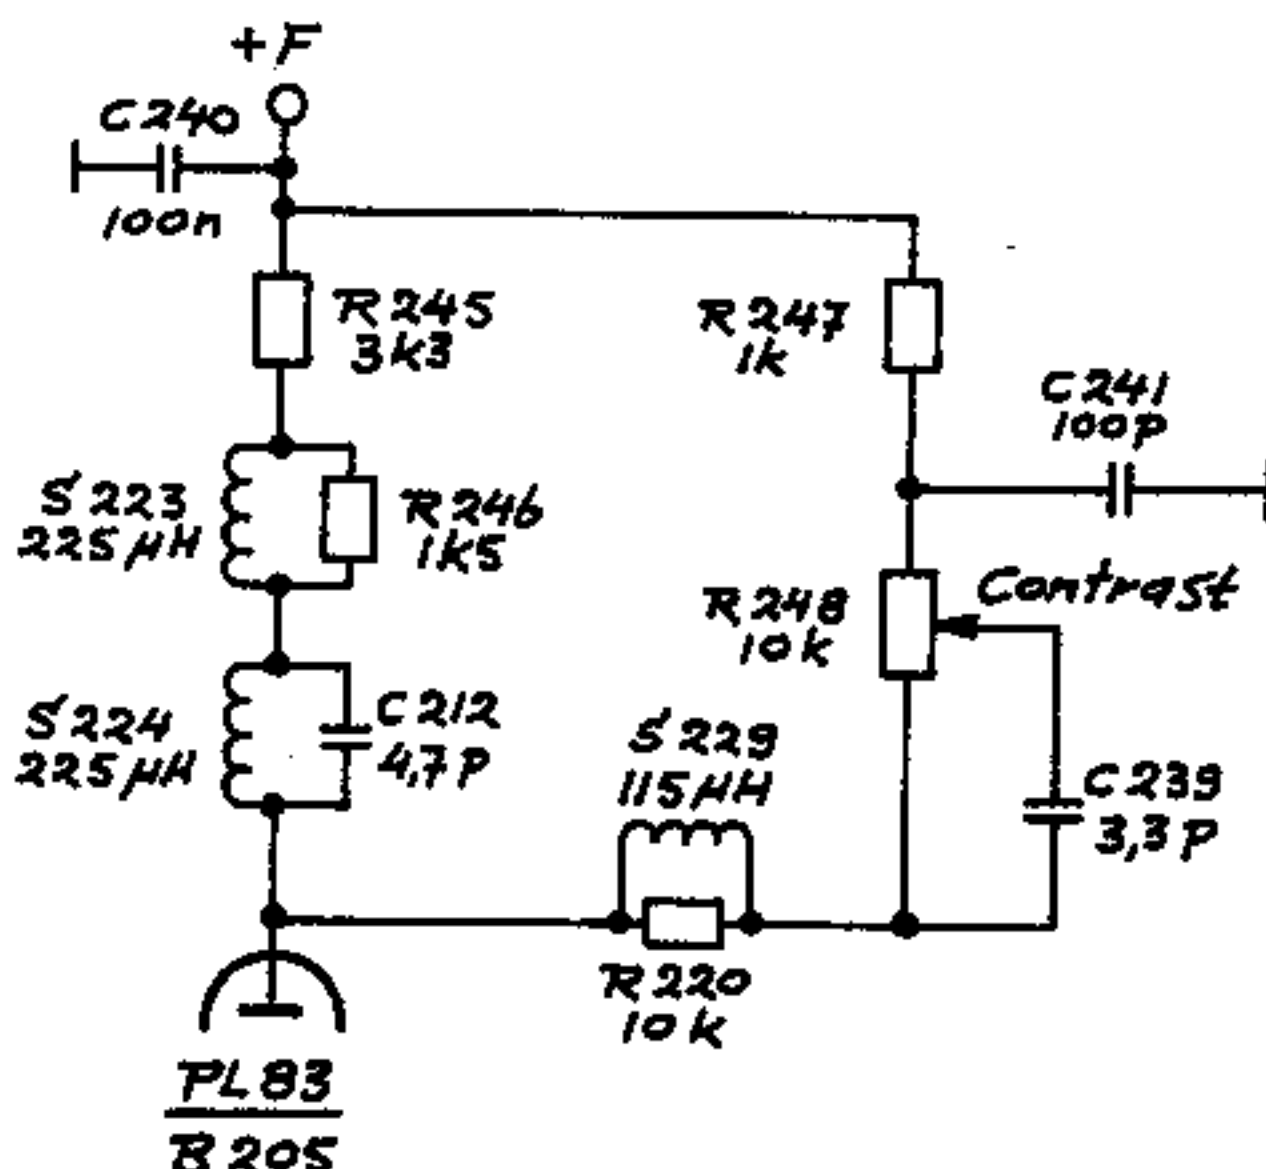 +F
C240
100n
R245
3k3
R247
1k
C241
100p
S223
225µH
R246
1k5
Contrast
R248
10k
S224
225µH
C212
4,7p
S229
115µH
C239
3,3p
R220
10k
PL83
B205